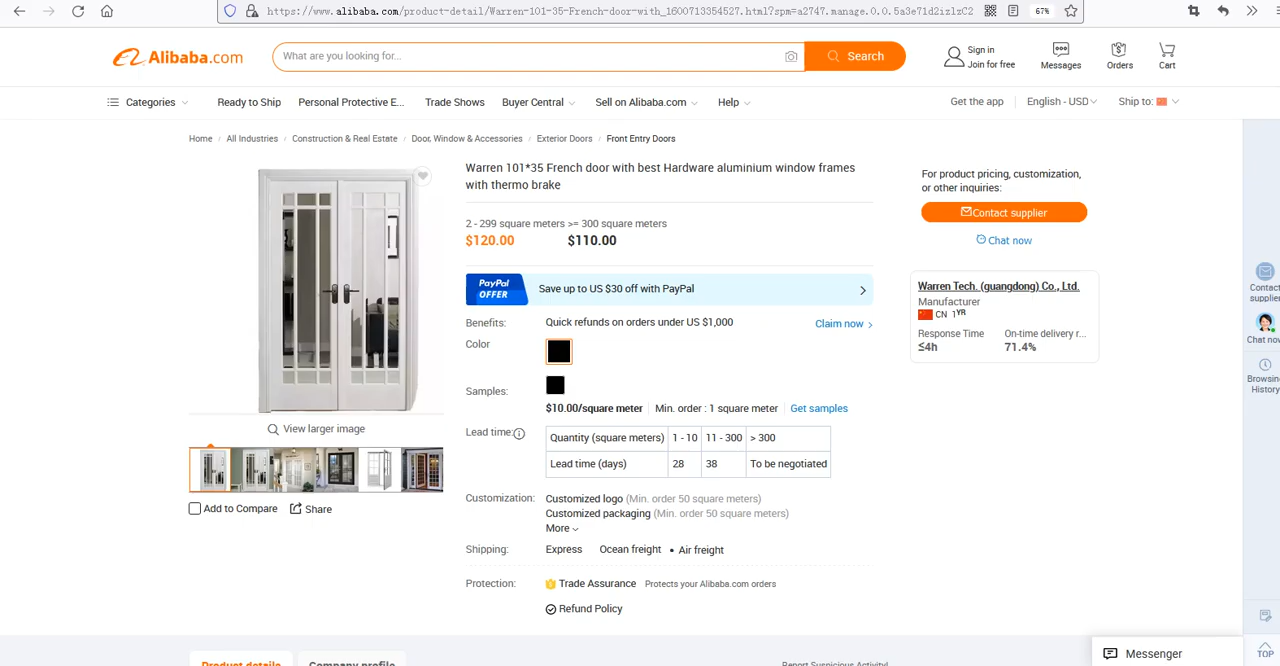 https://www.alibaba.com/product-detail/Warren-101-35-French-door-with_1600713354527.html?spm=a2747.manage.0.0.5a3e71d2izlzC2
67%
Alibaba.com
What are you looking for...
Search
Sign in
Join for free
Messages
Orders
Cart
Categories
Ready to Ship
Personal Protective E...
Trade Shows
Buyer Central
Sell on Alibaba.com
Help
Get the app
English - USD
Ship to:
Home / All Industries / Construction & Real Estate / Door, Window & Accessories / Exterior Doors / Front Entry Doors
Warren 101*35 French door with best Hardware aluminium window frames
with thermo brake
2 - 299 square meters >= 300 square meters
$120.00 $110.00
PayPal
OFFER
Save up to US $30 off with PayPal
Benefits: Quick refunds on orders under US $1,000 Claim now
Color
Samples:
$10.00/square meter Min. order : 1 square meter Get samples
Lead time:
Quantity (square meters) 1 - 10 11 - 300 > 300
Lead time (days) 28 38 To be negotiated
Customization: Customized logo (Min. order 50 square meters)
Customized packaging (Min. order 50 square meters)
More
Shipping: Express Ocean freight • Air freight
Protection: Trade Assurance Protects your Alibaba.com orders
Refund Policy
View larger image
Add to Compare Share
For product pricing, customization,
or other inquiries:
Contact supplier
Chat now
Warren Tech. (guangdong) Co., Ltd.
Manufacturer
CN 1YR
Response Time On-time delivery r...
≤4h 71.4%
Contact
supplier
Chat now
Browsing
History
TOP
Product details Company profile
Report Suspicious Activity
Messenger